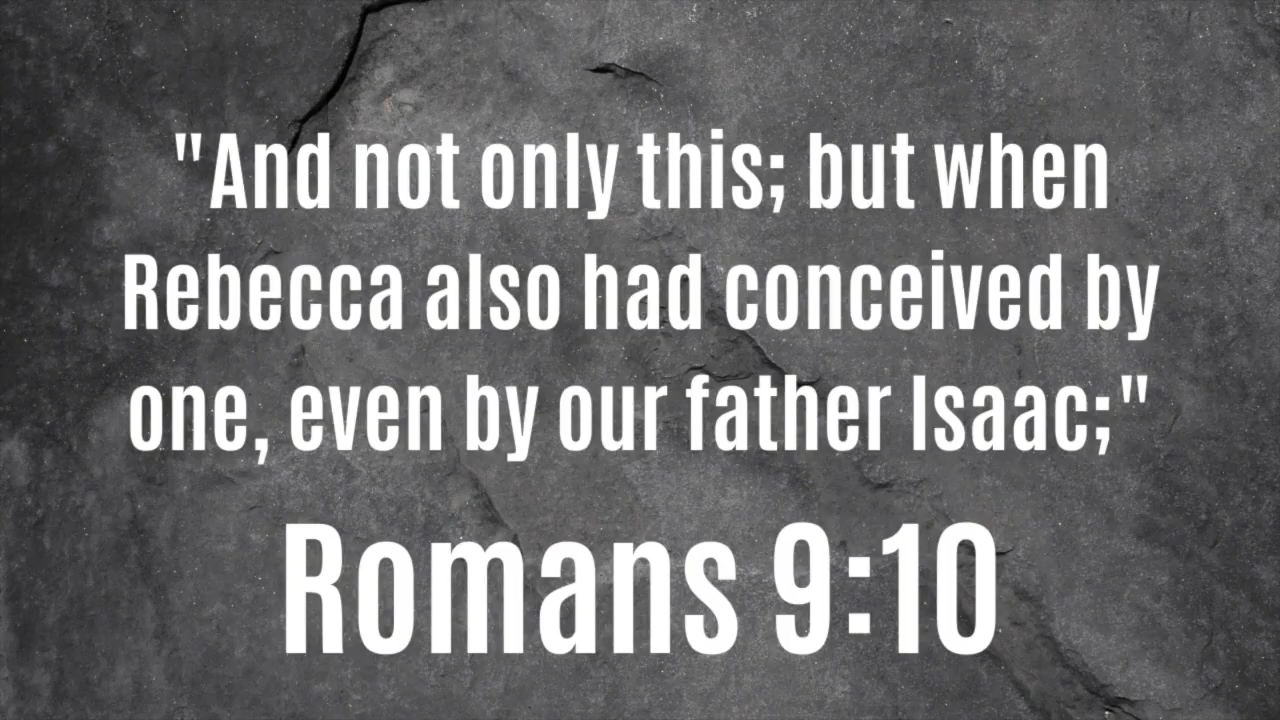 "And not only this; but when
Rebecca also had conceived by
one, even by our father Isaac;"
Romans 9:10